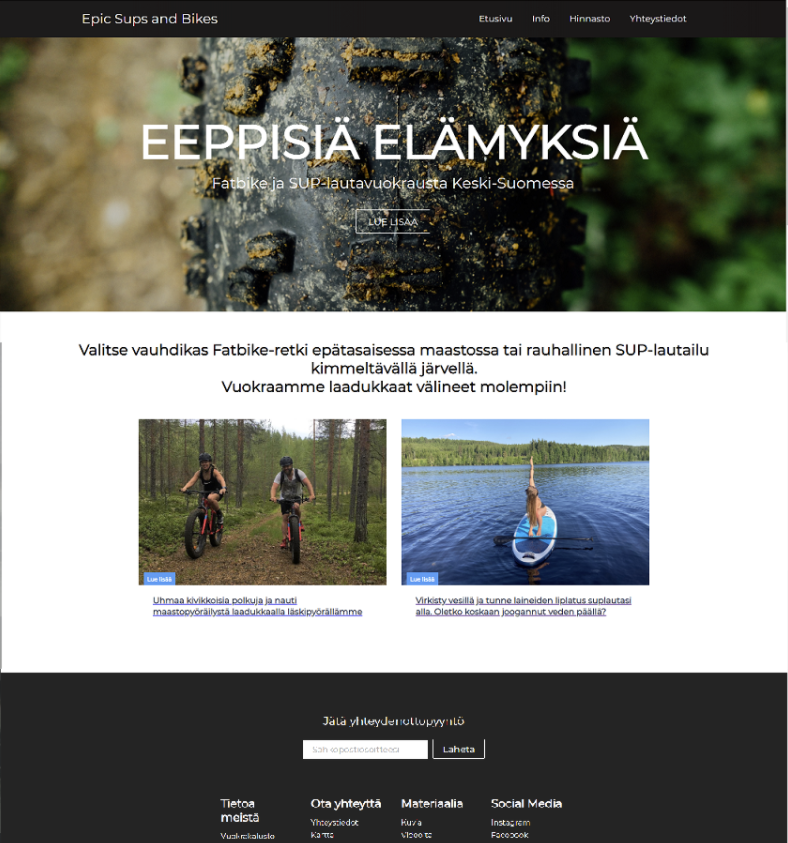 Epic Sups and Bikes
Etusivu Info Hinnasto Yhteystiedot
EEPPISIÄ ELÄMYKSIÄ
Fatbike ja SUP-lautavuokrausta Keski-Suomessa
LUE LISÄÄ
Valitse vauhdikas Fatbike-retki epätasaisessa maastossa tai rauhallinen SUP-lautailu
kimmeltävällä järvellä.
Vuokraamme laadukkaat välineet molempiin!
Lue lisää
Uhmaa kivikkoisia polkuja ja nauti
maastopyöräilystä laadukkaalla läskipyörällämme
Lue lisää
Virkisty vesillä ja tunne laineiden liplatus suplautasi
alla. Oletko koskaan joogannut veden päällä?
Jätä yhteydenottopyyntö
Sähköpostiosoitteesi
Lähetä
Tietoa
meistä
Vuokrakalusto
Ota yhteyttä
Yhteystiedot
Kartta
Materiaalia
Kuvia
Videoita
Social Media
Instagram
Facebook